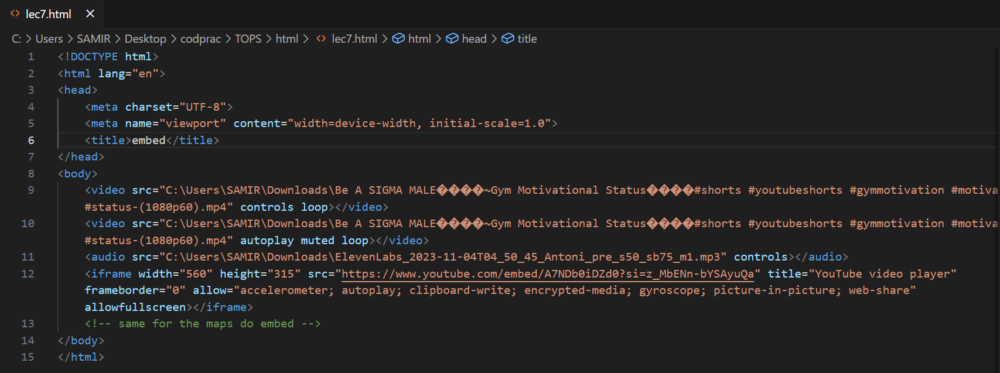 lec7.html
C: > Users > SAMIR > Desktop > codprac > TOPS > html > lec7.html > html > head > title
1 <!DOCTYPE html>
2 <html lang="en">
3 <head>
4 <meta charset="UTF-8">
5 <meta name="viewport" content="width=device-width, initial-scale=1.0">
6 <title>embed</title>
7 </head>
8 <body>
9 <video src="C:\Users\SAMIR\Downloads\Be A SIGMA MALE����~Gym Motivational Status����#shorts #youtubeshorts #gymmotivation #motiva
#status-(1080p60).mp4" controls loop></video>
10 <video src="C:\Users\SAMIR\Downloads\Be A SIGMA MALE����~Gym Motivational Status����#shorts #youtubeshorts #gymmotivation #motiva
#status-(1080p60).mp4" autoplay muted loop></video>
11 <audio src="C:\Users\SAMIR\Downloads\ElevenLabs_2023-11-04T04_50_45_Antoni_pre_s50_sb75_m1.mp3" controls></audio>
12 <iframe width="560" height="315" src="https://www.youtube.com/embed/A7NDb0iDZd0?si=z_MbENn-bYSAyuQa" title="YouTube video player"
frameborder="0" allow="accelerometer; autoplay; clipboard-write; encrypted-media; gyroscope; picture-in-picture; web-share"
allowfullscreen></iframe>
13 <!-- same for the maps do embed -->
14 </body>
15 </html>